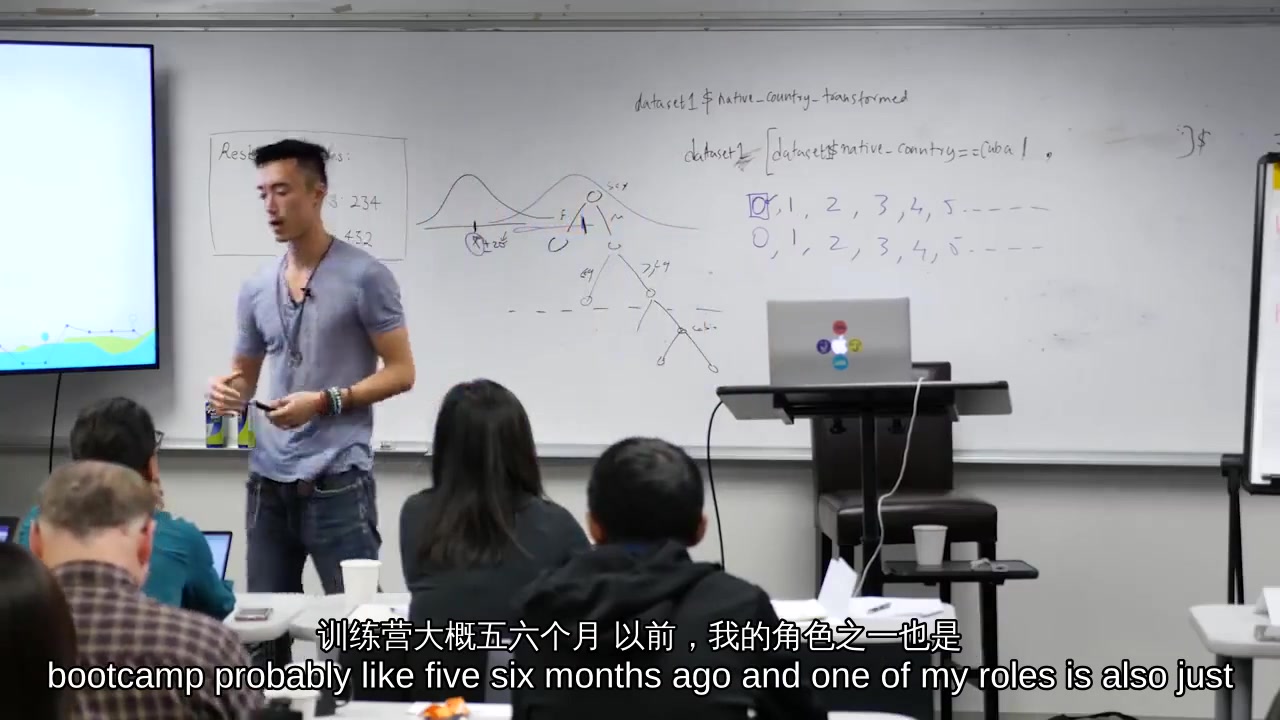 dataset1$native_country_transformed
dataset1 [dataset1$native_country==Cuba ]$
234
432
0, 1, 2, 3, 4, 5-----
0, 1, 2, 3, 4, 5----
训练营大概五六个月 以前，我的角色之一也是
bootcamp probably like five six months ago and one of my roles is also just